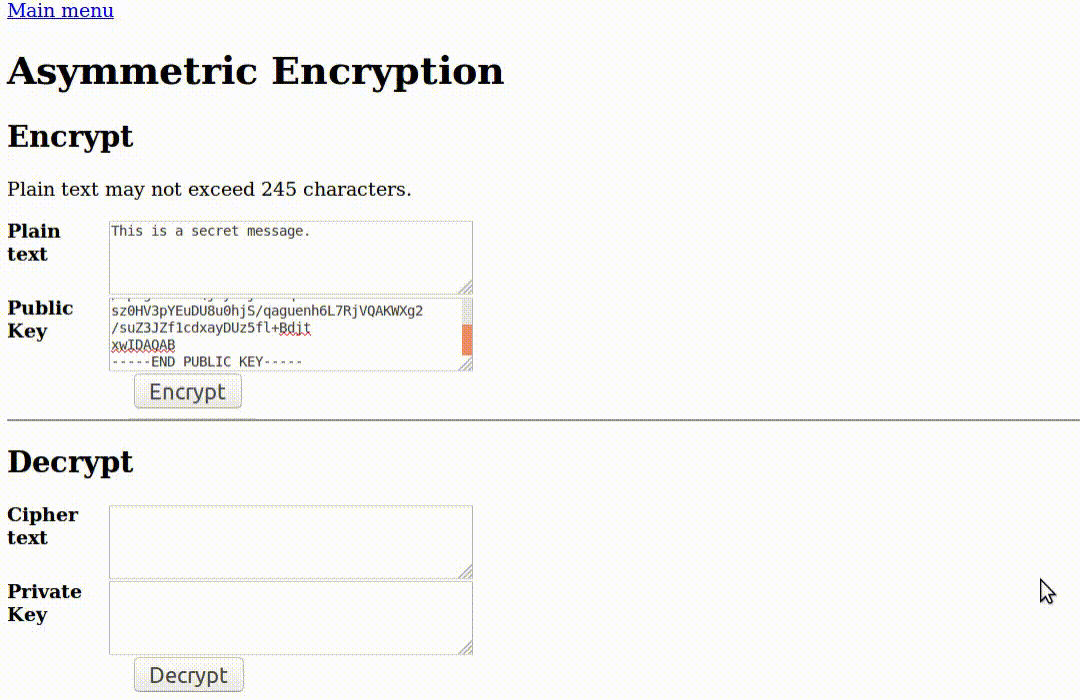 Main menu
Asymmetric Encryption
Encrypt
Plain text may not exceed 245 characters.
Plain
text
This is a secret message.
Public
Key
sz0HV3pYEuDU8u0hjS/qaguenh6L7RjVQAKWXg2
/suZ3JZf1cdxayDUz5fl+Bdjt
xwIDAQAB
-----END PUBLIC KEY-----
Encrypt
Decrypt
Cipher
text
Private
Key
Decrypt